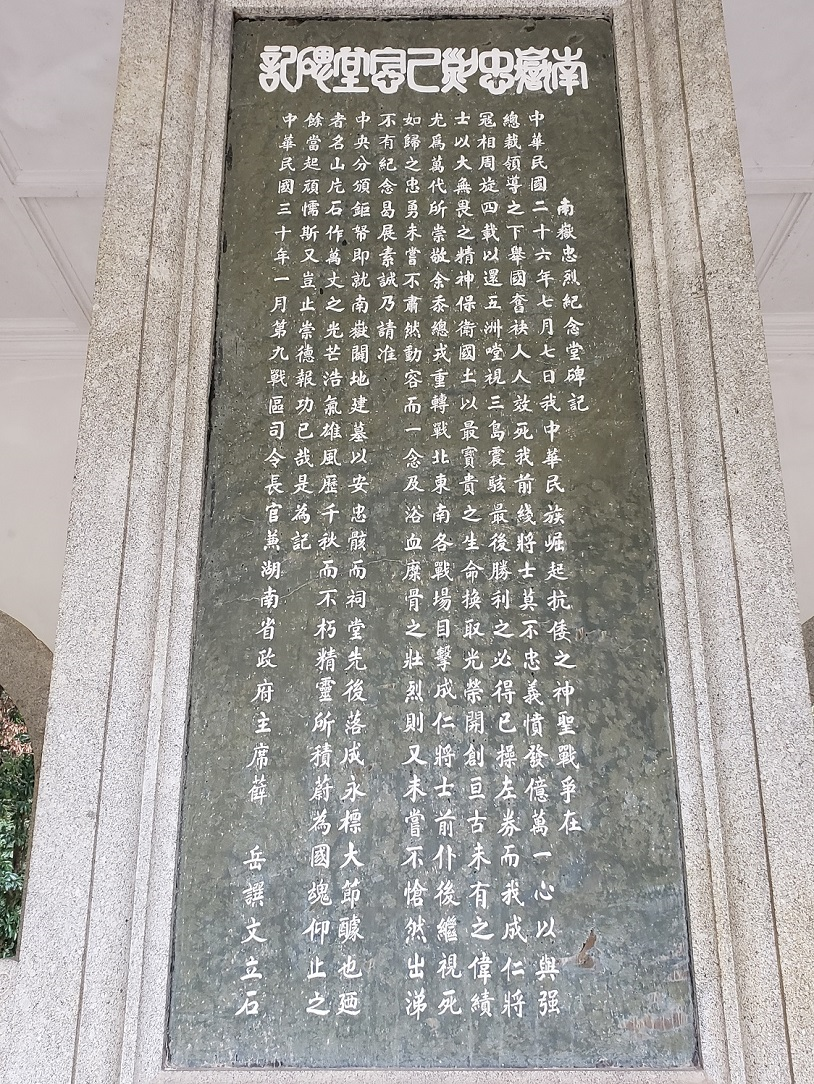 南嶽忠烈紀念堂碑記
南嶽忠烈紀念堂碑記
中華民國二十六年七月七日我中華民族崛起抗倭之神聖戰爭在
總裁領導之下舉國奮袂人人效死我前綫將士莫不忠義憤發億萬一心以與强
冦相周旋四載以還五洲嘡視三島震駭最後勝利之必得已操左券而我成仁將
士以大無畏之精神保衛國土以最寶貴之生命換取光榮開創亘古未有之偉績
尤爲萬代所崇敬余忝總戎重轉戰北東南各戰場目擊成仁將士前仆後繼視死
如歸之忠勇未嘗不肅然動容而一念及浴血糜骨之壯烈則又未嘗不愴然出涕
不有紀念曷展素誠乃請准
中央分頒鉅帑即就南嶽闢地建墓以安忠骸而祠堂先後落成永標大節醵也廼
者名山片石作萬丈之光芒浩氣雄風歷千秋而不朽精靈所積蔚為國魂仰止之
餘當起頑懦斯又豈止崇德報功已哉是為記
中華民國三十年一月第九戰區司令長官兼湖南省政府主席薛 岳譔文立石